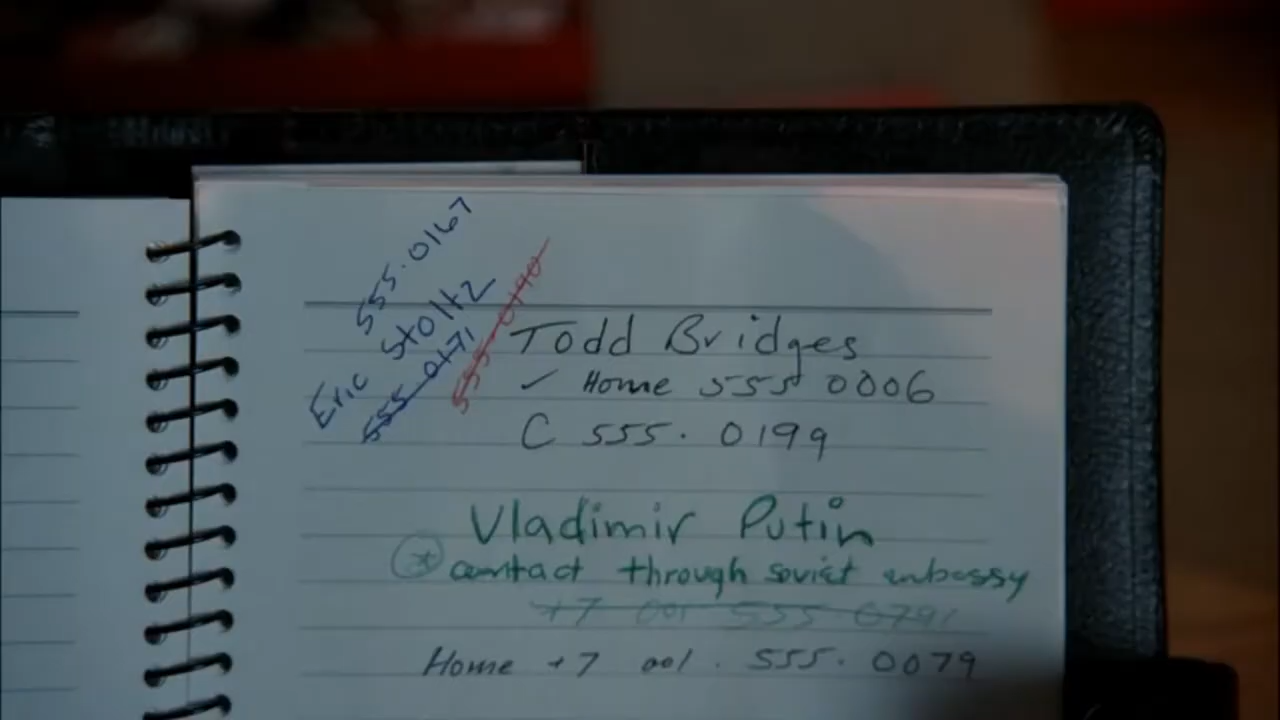 555.0167
Eric Stoltz
555-0171
555-0190
Todd Bridges
✓ Home 555 0006
C 555. 0199
Vladimir Putin
* contact through soviet embassy
+7 001 555 0791
Home +7 001. 555. 0079